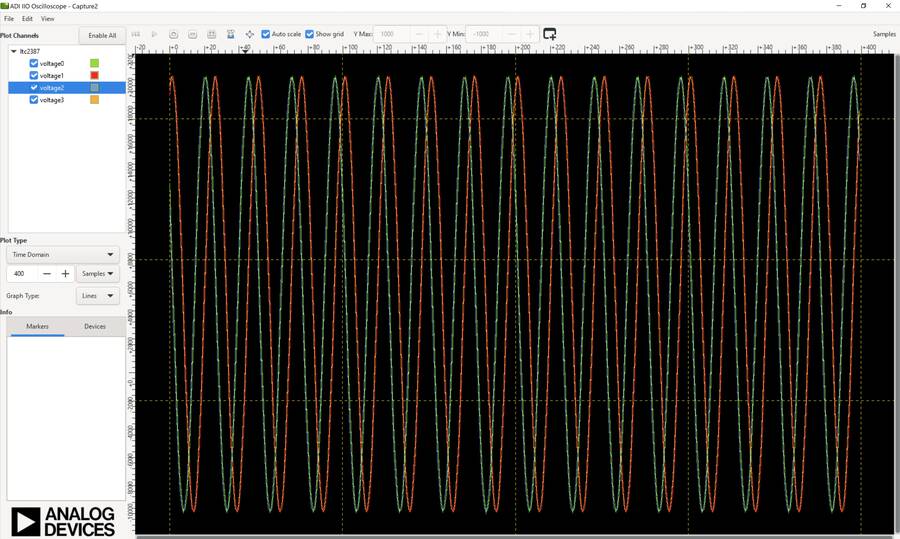 ADI IIO Oscilloscope - Capture2
File Edit View
Plot Channels
Enable All
Auto scale
Show grid
Y Max:
1000
Y Min:
-1000
Samples
ltc2387
voltage0
voltage1
voltage2
voltage3
-20 +0 +20 +40 +60 +80 +100 +120 +140 +160 +180 +200 +220 +240 +260 +280 +300 +320 +340 +360 +380 +400
Plot Type
Time Domain
400
Samples
Graph Type:
Lines
Info
Markers
Devices
ANALOG
DEVICES